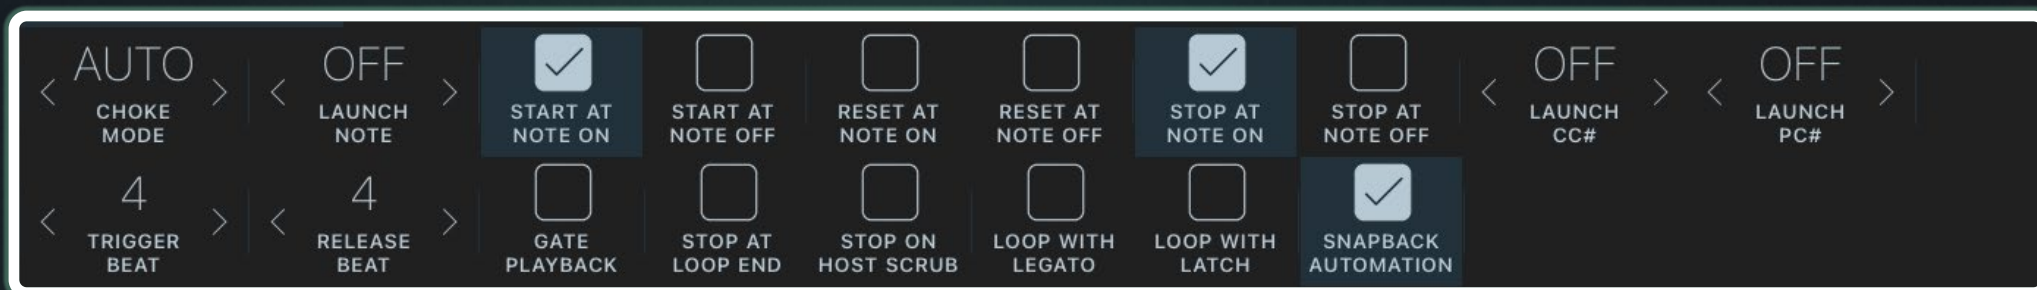 AUTO
CHOKE
MODE
OFF
LAUNCH
NOTE
START AT
NOTE ON
START AT
NOTE OFF
RESET AT
NOTE ON
RESET AT
NOTE OFF
STOP AT
NOTE ON
STOP AT
NOTE OFF
OFF
LAUNCH
CC#
OFF
LAUNCH
PC#
4
TRIGGER
BEAT
4
RELEASE
BEAT
GATE
PLAYBACK
STOP AT
LOOP END
STOP ON
HOST SCRUB
LOOP WITH
LEGATO
LOOP WITH
LATCH
SNAPBACK
AUTOMATION